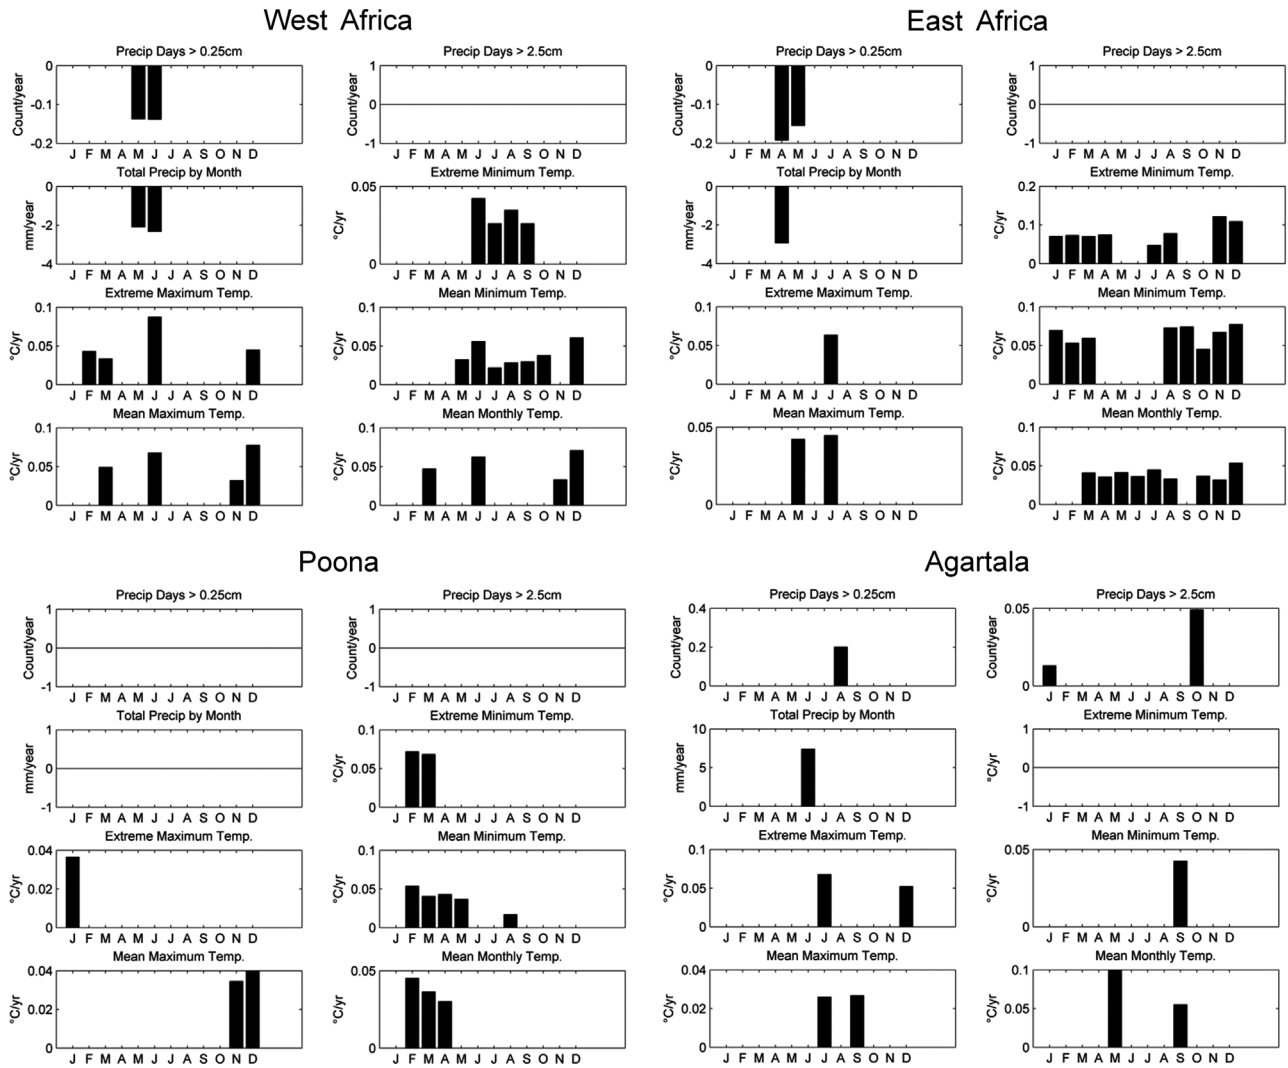 West Africa
East Africa
Precip Days > 0.25cm
Precip Days > 2.5cm
Precip Days > 0.25cm
Precip Days > 2.5cm
Count/year
0
-0.1
-0.2
J F M A M J J A S O N D
Count/year
1
0
-1
J F M A M J J A S O N D
Count/year
0
-0.1
-0.2
J F M A M J J A S O N D
Count/year
1
0
-1
J F M A M J J A S O N D
Total Precip by Month
Extreme Minimum Temp.
Total Precip by Month
Extreme Minimum Temp.
mm/year
0
-2
-4
J F M A M J J A S O N D
°C/yr
0.05
0
J F M A M J J A S O N D
mm/year
0
-2
-4
J F M A M J J A S O N D
°C/yr
0.2
0.1
0
J F M A M J J A S O N D
Extreme Maximum Temp.
Mean Minimum Temp.
Extreme Maximum Temp.
Mean Minimum Temp.
°C/yr
0.1
0.05
0
J F M A M J J A S O N D
°C/yr
0.1
0.05
0
J F M A M J J A S O N D
°C/yr
0.1
0.05
0
J F M A M J J A S O N D
°C/yr
0.1
0.05
0
J F M A M J J A S O N D
Mean Maximum Temp.
Mean Monthly Temp.
Mean Maximum Temp.
Mean Monthly Temp.
°C/yr
0.1
0.05
0
J F M A M J J A S O N D
°C/yr
0.1
0.05
0
J F M A M J J A S O N D
°C/yr
0.05
0
J F M A M J J A S O N D
°C/yr
0.1
0.05
0
J F M A M J J A S O N D
Poona
Agartala
Precip Days > 0.25cm
Precip Days > 2.5cm
Precip Days > 0.25cm
Precip Days > 2.5cm
Count/year
1
0
-1
J F M A M J J A S O N D
Count/year
1
0
-1
J F M A M J J A S O N D
Count/year
0.4
0.2
0
J F M A M J J A S O N D
Count/year
0.05
0
J F M A M J J A S O N D
Total Precip by Month
Extreme Minimum Temp.
Total Precip by Month
Extreme Minimum Temp.
mm/year
1
0
-1
J F M A M J J A S O N D
°C/yr
0.1
0.05
0
J F M A M J J A S O N D
mm/year
10
5
0
J F M A M J J A S O N D
°C/yr
1
0
-1
J F M A M J J A S O N D
Extreme Maximum Temp.
Mean Minimum Temp.
Extreme Maximum Temp.
Mean Minimum Temp.
°C/yr
0.04
0.02
0
J F M A M J J A S O N D
°C/yr
0.1
0.05
0
J F M A M J J A S O N D
°C/yr
0.1
0.05
0
J F M A M J J A S O N D
°C/yr
0.05
0
J F M A M J J A S O N D
Mean Maximum Temp.
Mean Monthly Temp.
Mean Maximum Temp.
Mean Monthly Temp.
°C/yr
0.04
0.02
0
J F M A M J J A S O N D
°C/yr
0.05
0
J F M A M J J A S O N D
°C/yr
0.04
0.02
0
J F M A M J J A S O N D
°C/yr
0.1
0.05
0
J F M A M J J A S O N D